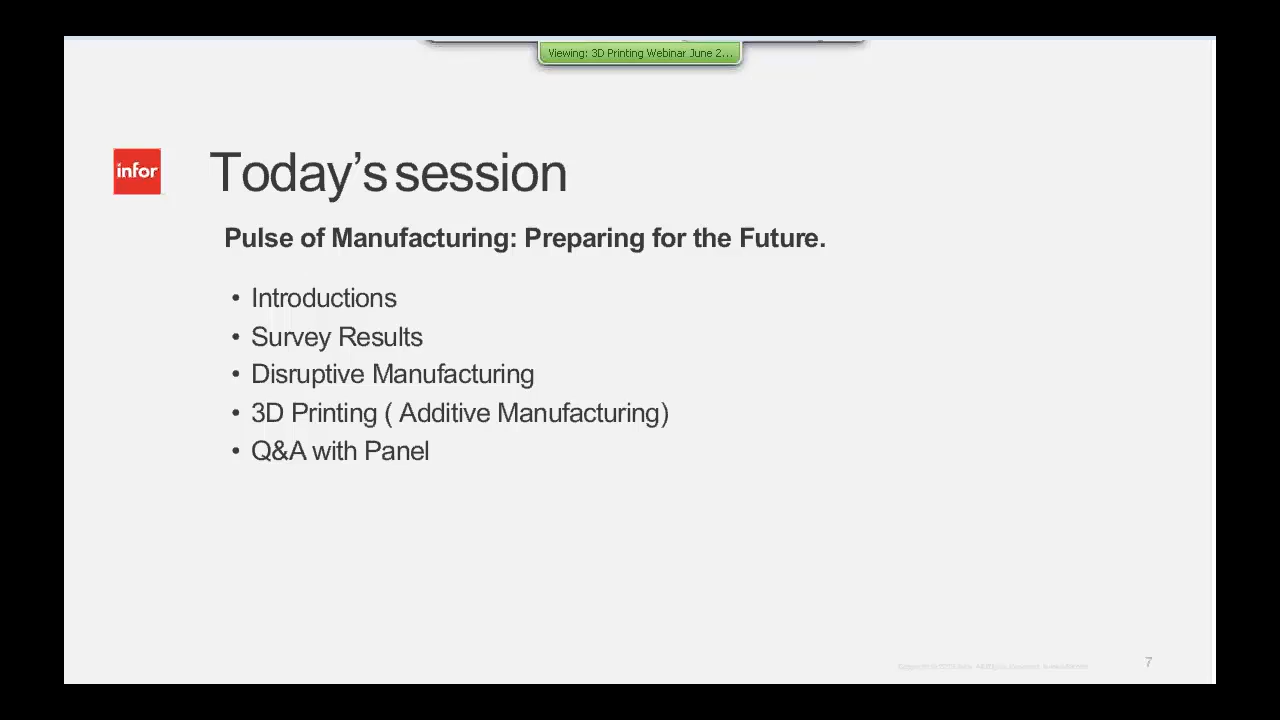 Viewing: 3D Printing Webinar June 2...
infor
Today's session
Pulse of Manufacturing: Preparing for the Future.
• Introductions
• Survey Results
• Disruptive Manufacturing
• 3D Printing ( Additive Manufacturing)
• Q&A with Panel
7